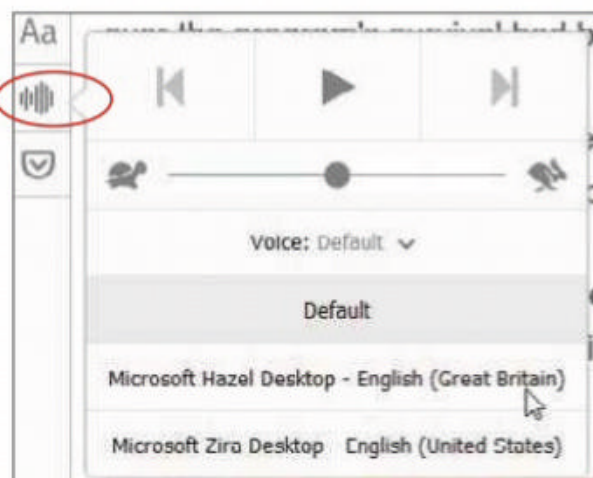 Aa
Voice: Default
Default
Microsoft Hazel Desktop - English (Great Britain)
Microsoft Zira Desktop English (United States)